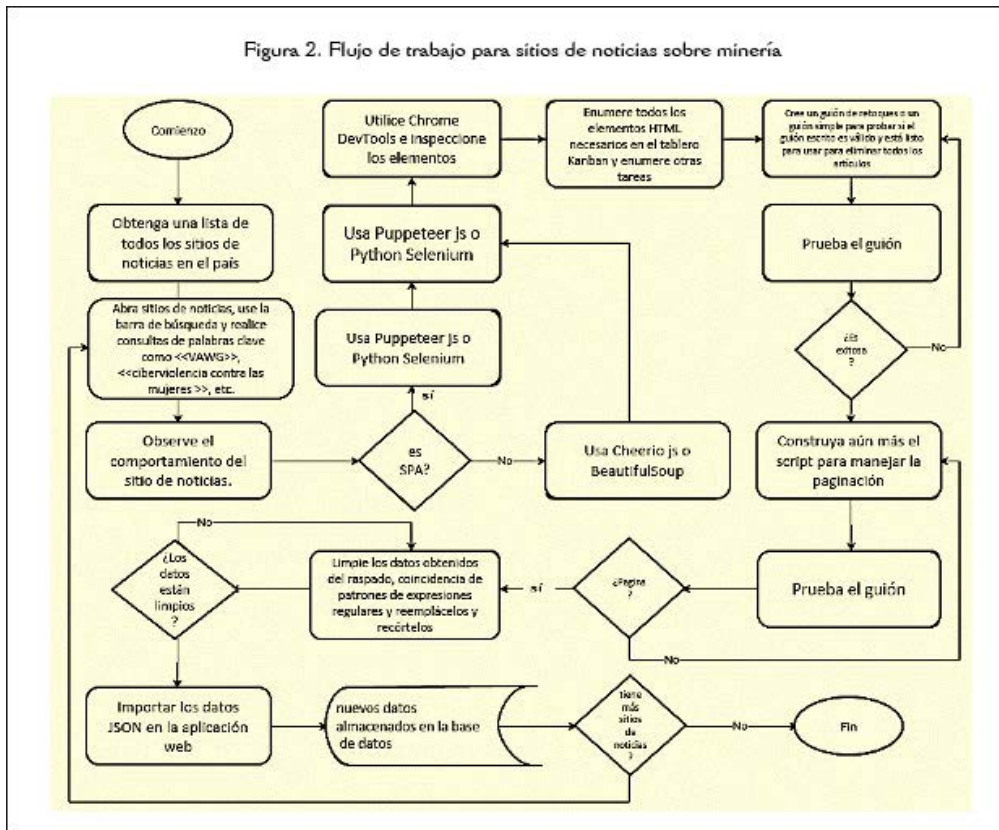 Figura 2. Flujo de trabajo para sitios de noticias sobre minería
Comienzo
Obtenga una lista de
todos los sitios de
noticias en el país
Abra sitios de noticias, use la
barra de búsqueda y realice
consultas de palabras clave
como <<VAWG>>,
<<ciberviolencia contra las
mujeres >>, etc.
Observe el
comportamiento del
sitio de noticias.
es
SPA?
sí
Usa Puppeteer js o
Python Selenium
No
Usa Cheerio js o
BeautifulSoup
Usa Puppeteer js o
Python Selenium
Utilice Chrome
DevTools e inspeccione
los elementos
Enumere todos los
elementos HTML
necesarios en el tablero
Kanban y enumere otras
tareas
Cree un guión de retoques o un
guión simple para probar si el
guión escrito es válido y está listo
para usar para eliminar todos los
artículos
Prueba el guión
¿Es
exitosa
?
No
Construya aún más el
script para manejar la
paginación
Prueba el guión
¿Pagina
?
No
sí
Limpie los datos obtenidos
del raspado, coincidencia de
patrones de expresiones
regulares y reemplácelos y
recórtelos
¿Los
datos
están
limpios
?
No
Importar los datos
JSON en la aplicación
web
nuevos datos
almacenados en la base
de datos
tiene
más
sitios
de
noticias
?
No
Fin